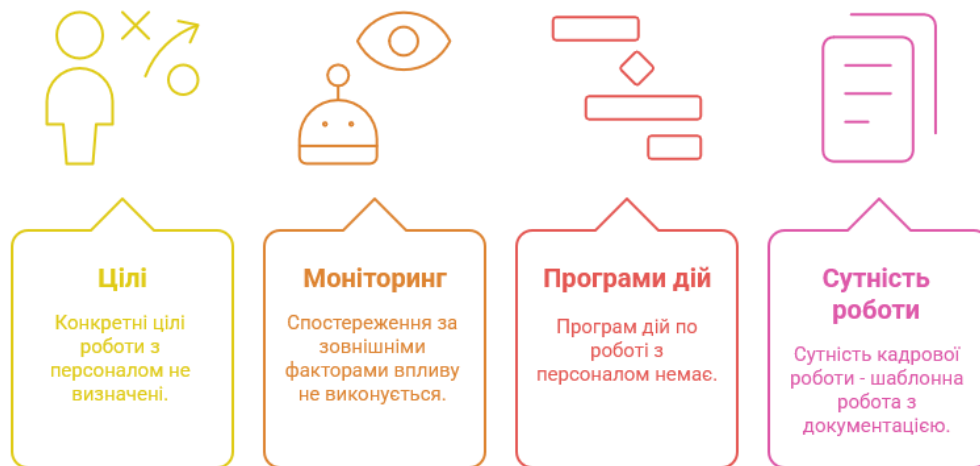 Цілі
Конкретні цілі
роботи з
персоналом не
визначені.
Моніторинг
Спостереження за
зовнішніми
факторами впливу
не виконується.
Програми дій
Програм дій по
роботі з
персоналом немає.
Сутність
роботи
Сутність кадрової
роботи - шаблонна
робота з
документацією.